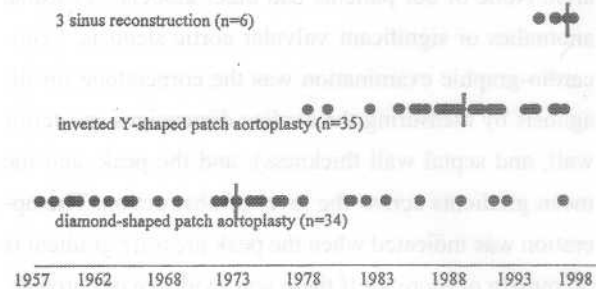 3 sinus reconstruction (n=6)
inverted Y-shaped patch aortoplasty (n=35)
diamond-shaped patch aortoplasty (n=34)
1957 1962 1968 1973 1978 1983 1988 1993 1998